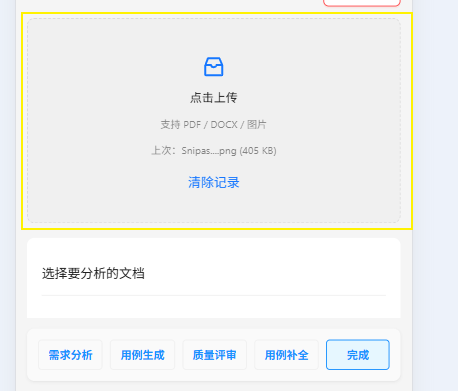 点击上传
支持 PDF / DOCX / 图片
上次：Snipas....png (405 KB)
清除记录
选择要分析的文档
需求分析
用例生成
质量评审
用例补全
完成